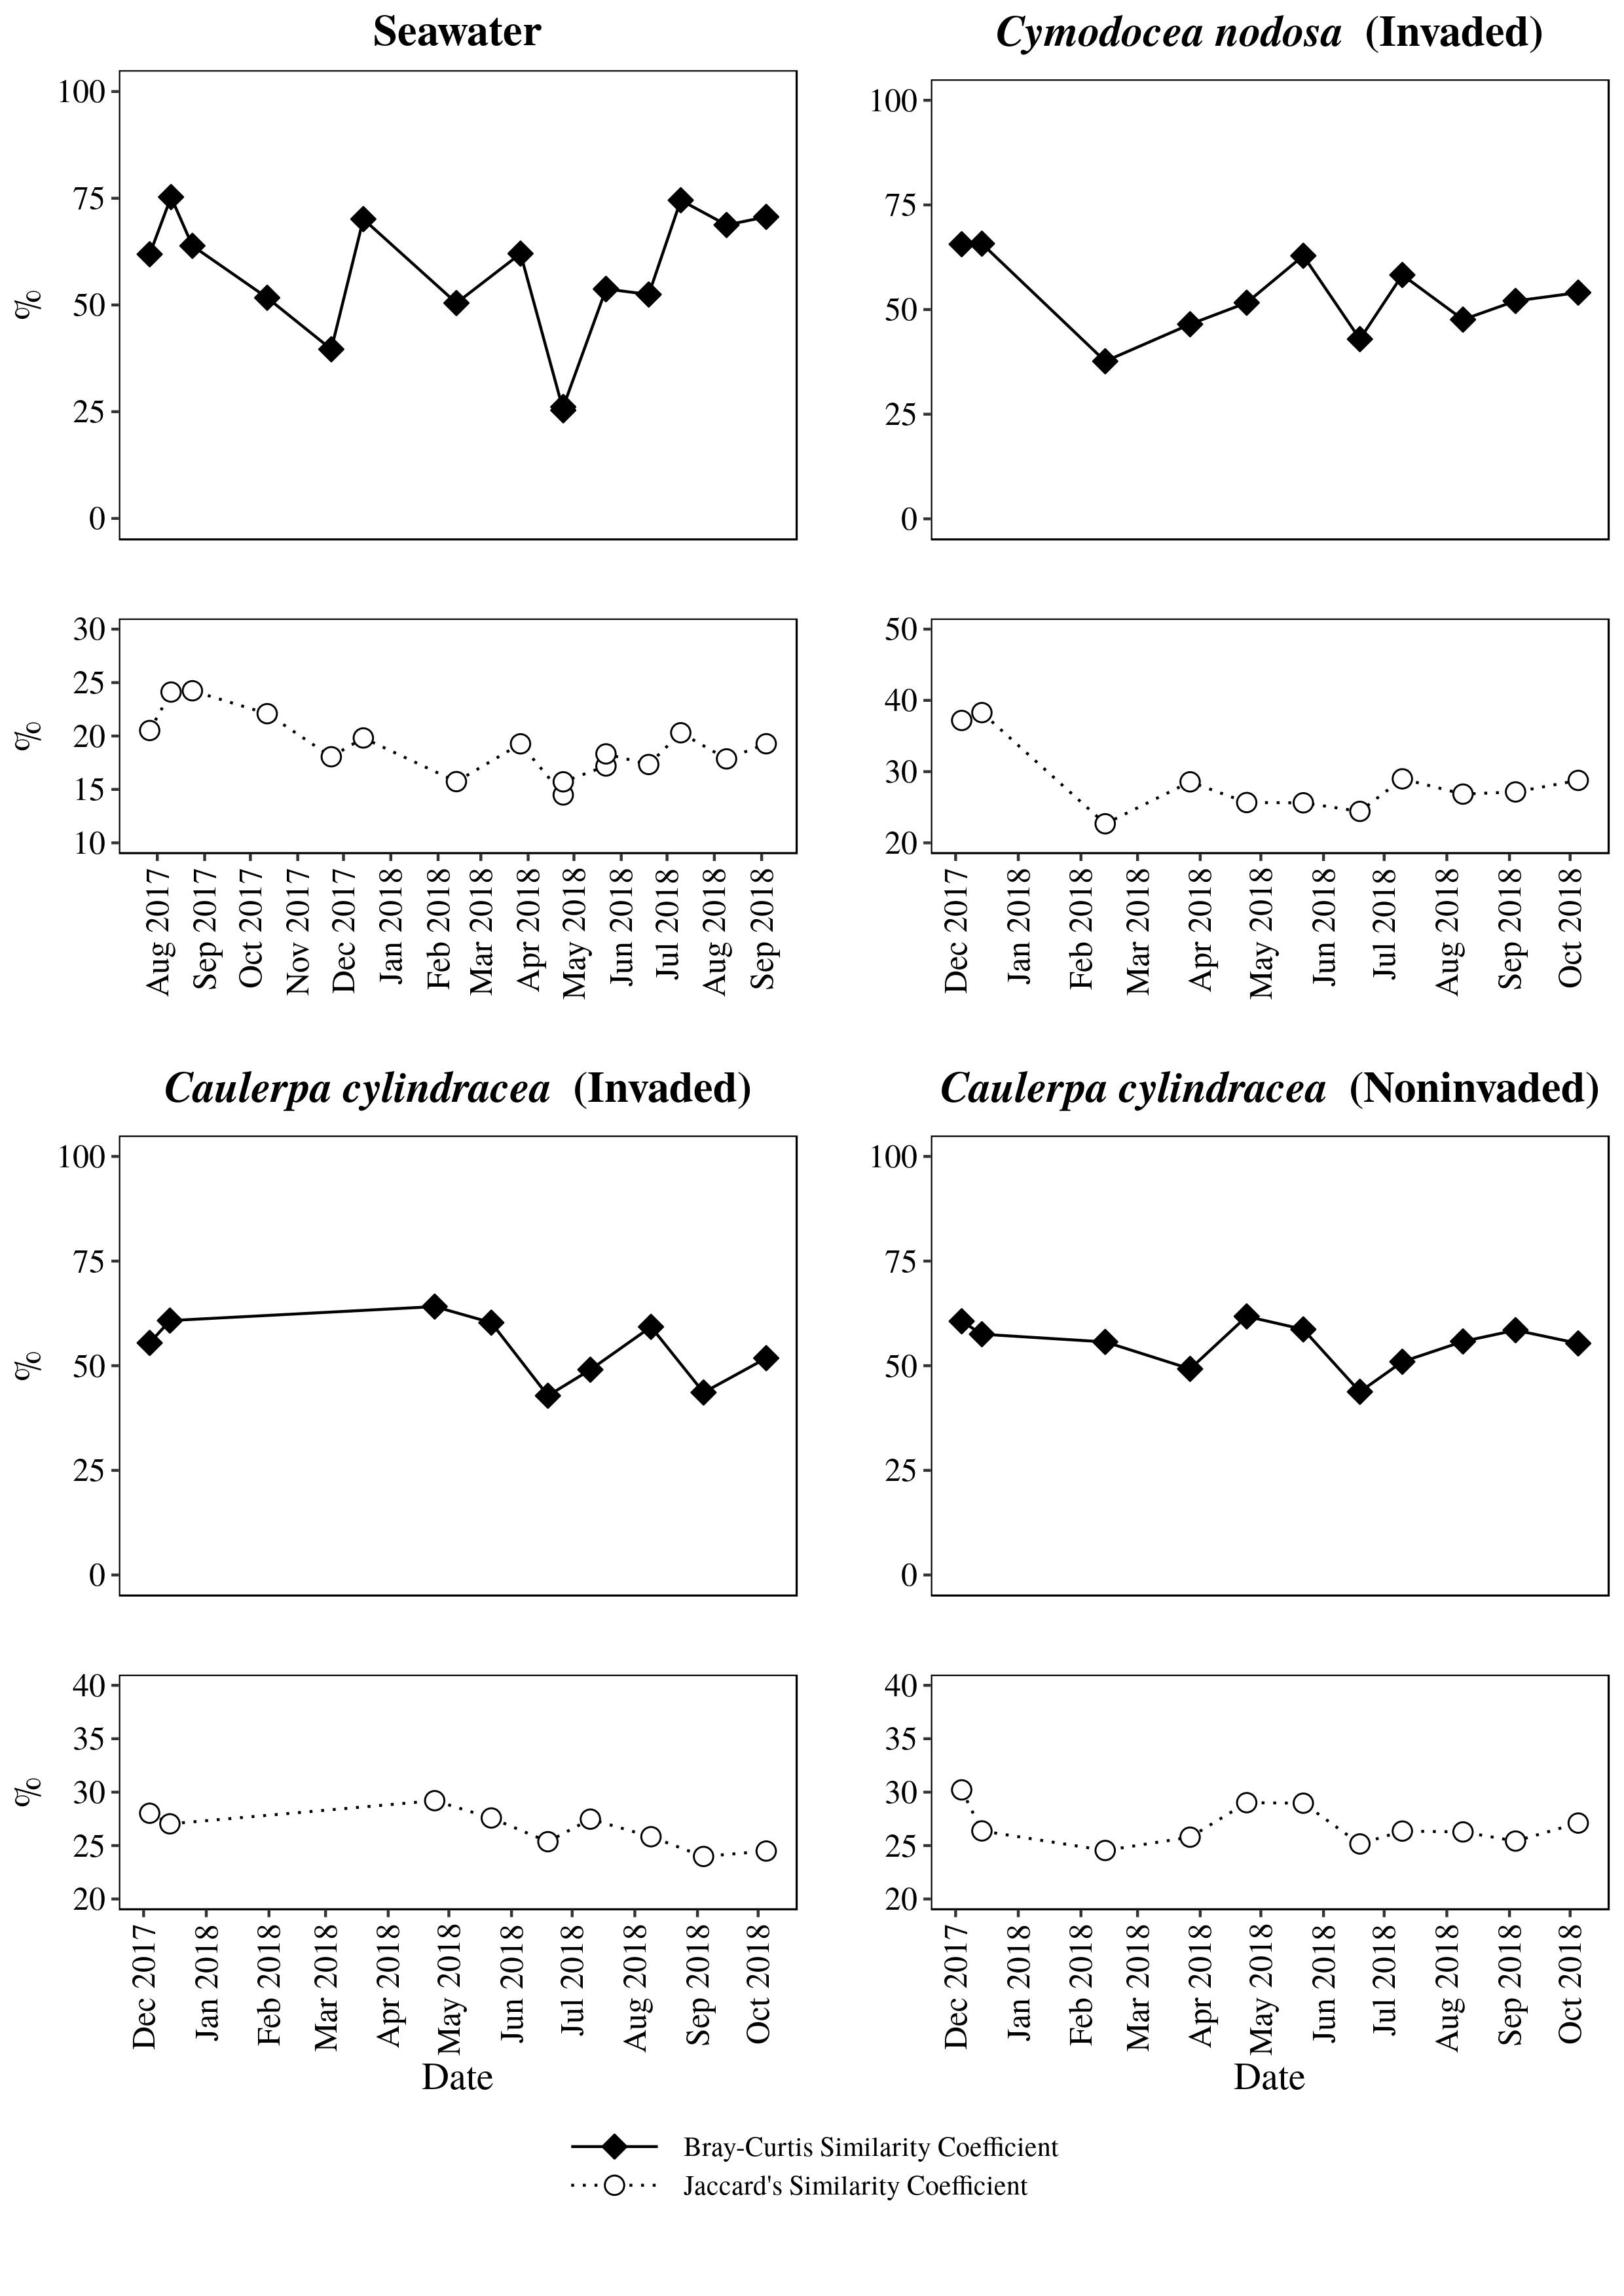 Seawater
Cymodocea nodosa (Invaded)
100
75
50
25
0
%
100
75
50
25
0
30
25
20
15
10
%
50
40
30
20
Aug 2017
Sep 2017
Oct 2017
Nov 2017
Dec 2017
Jan 2018
Feb 2018
Mar 2018
Apr 2018
May 2018
Jun 2018
Jul 2018
Aug 2018
Sep 2018
Dec 2017
Jan 2018
Feb 2018
Mar 2018
Apr 2018
May 2018
Jun 2018
Jul 2018
Aug 2018
Sep 2018
Oct 2018
Caulerpa cylindracea (Invaded)
Caulerpa cylindracea (Noninvaded)
100
75
50
25
0
%
100
75
50
25
0
40
35
30
25
20
%
40
35
30
25
20
Dec 2017
Jan 2018
Feb 2018
Mar 2018
Apr 2018
May 2018
Jun 2018
Jul 2018
Aug 2018
Sep 2018
Oct 2018
Date
Dec 2017
Jan 2018
Feb 2018
Mar 2018
Apr 2018
May 2018
Jun 2018
Jul 2018
Aug 2018
Sep 2018
Oct 2018
Date
Bray-Curtis Similarity Coefficient
Jaccard's Similarity Coefficient